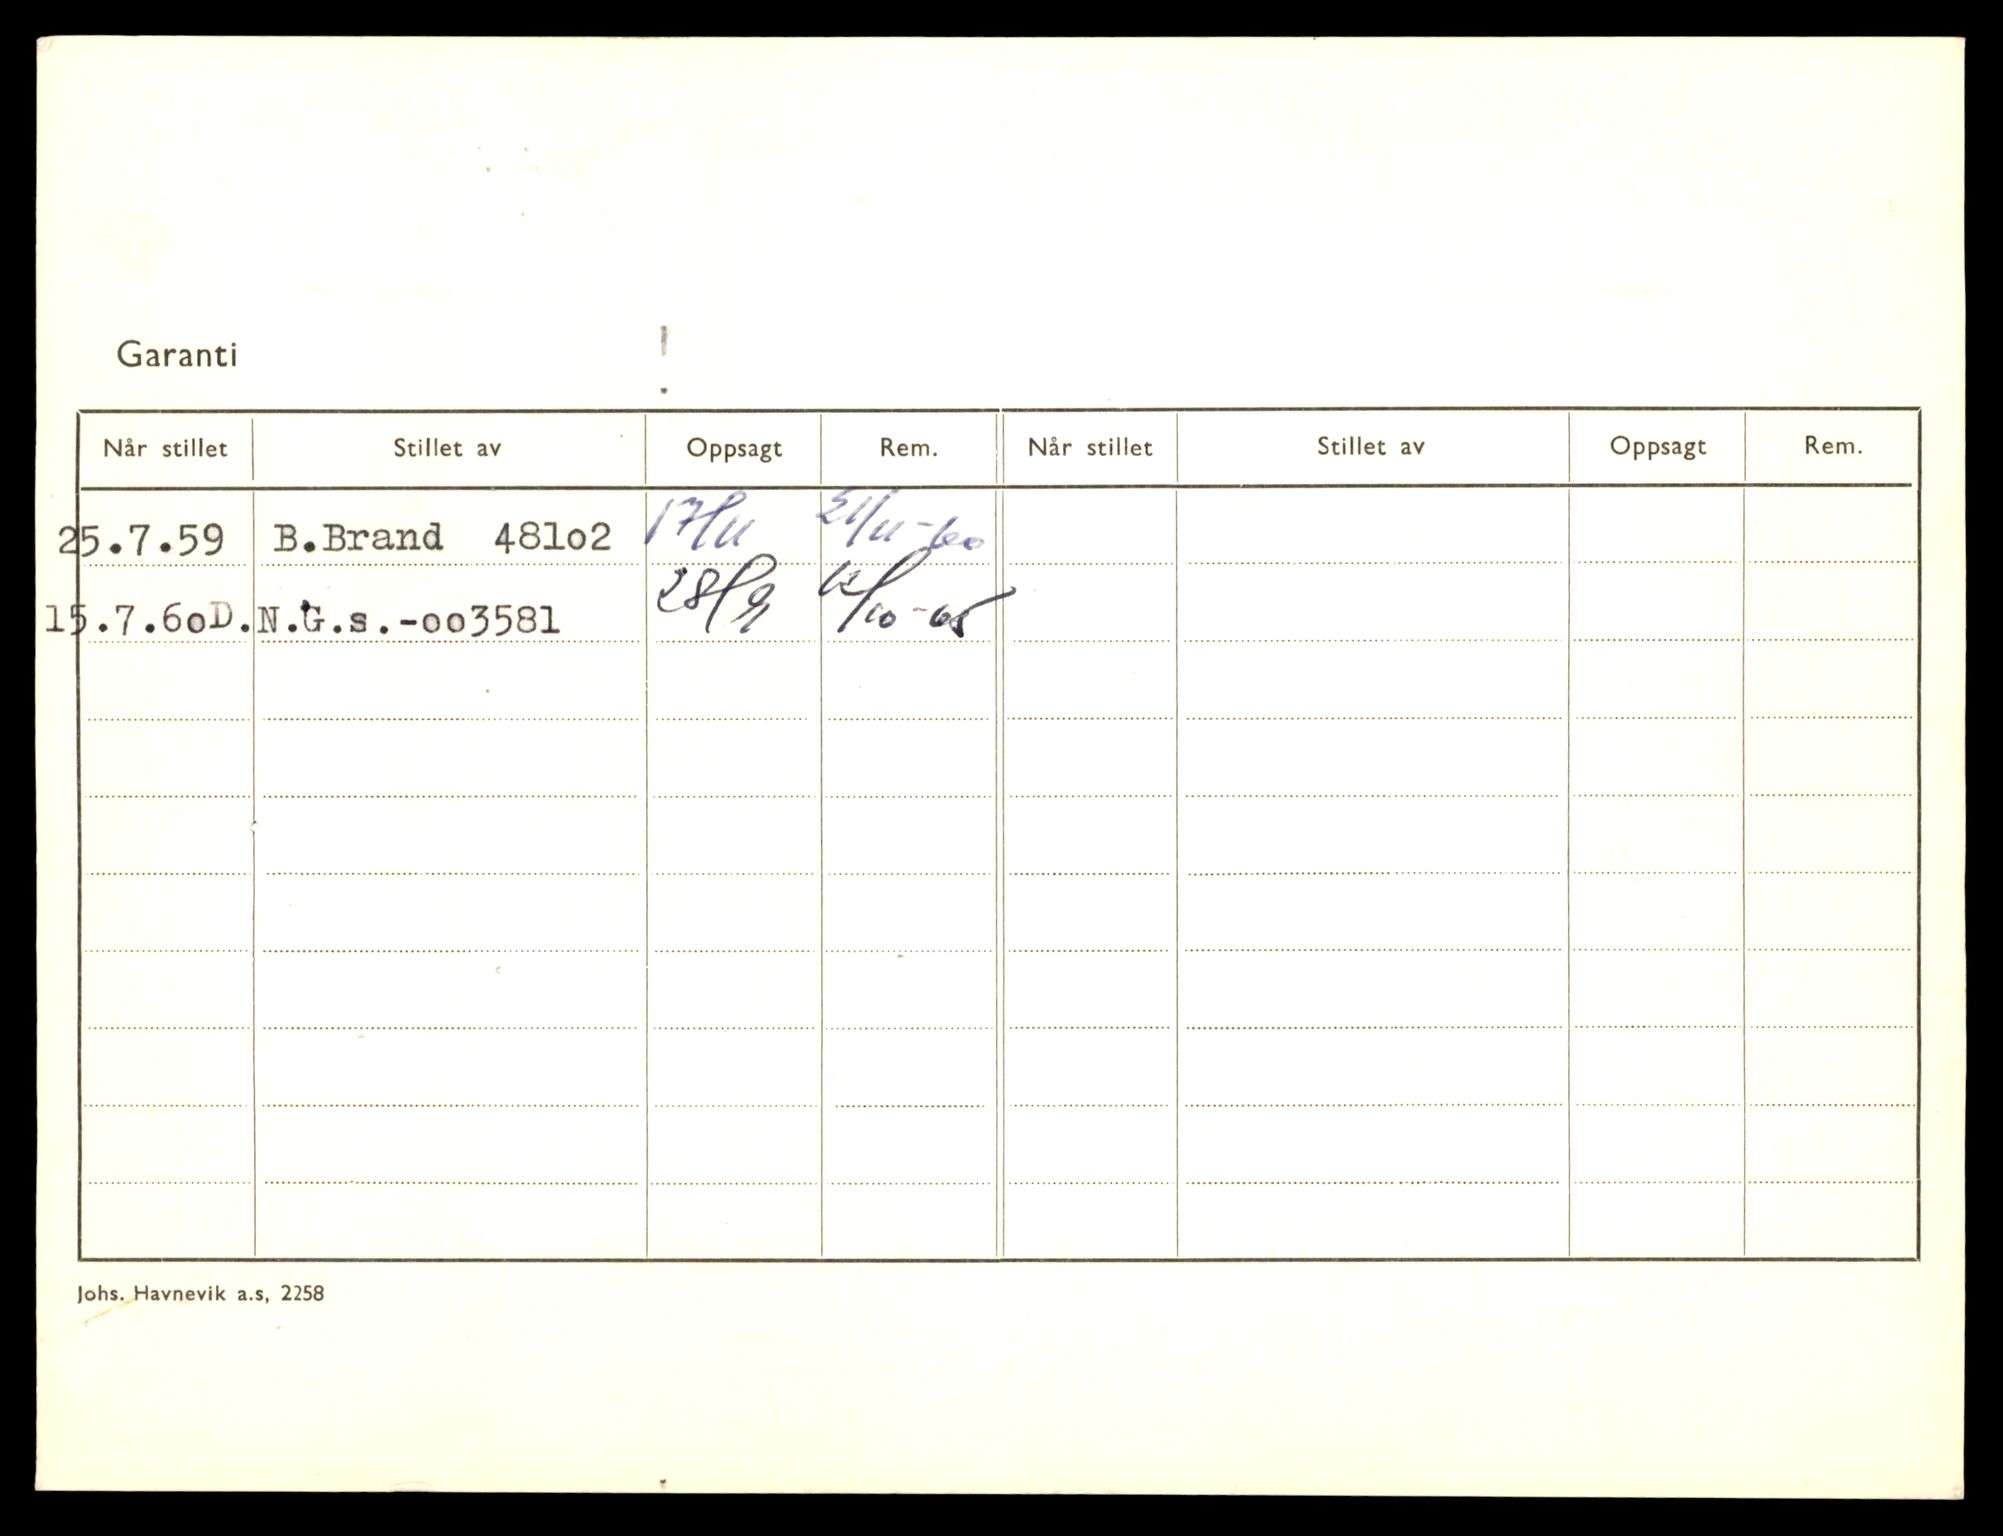 Garanti
Når stillet Stillet av Oppsagt Rem. Når stillet Stillet av Oppsagt Rem.
25.7.59 B.Brand 481o2 17/11 21/11-60
15.7.6oD.N.G.s.-oo3581 28/9 12/10-65
Johs. Havnevik a.s, 2258